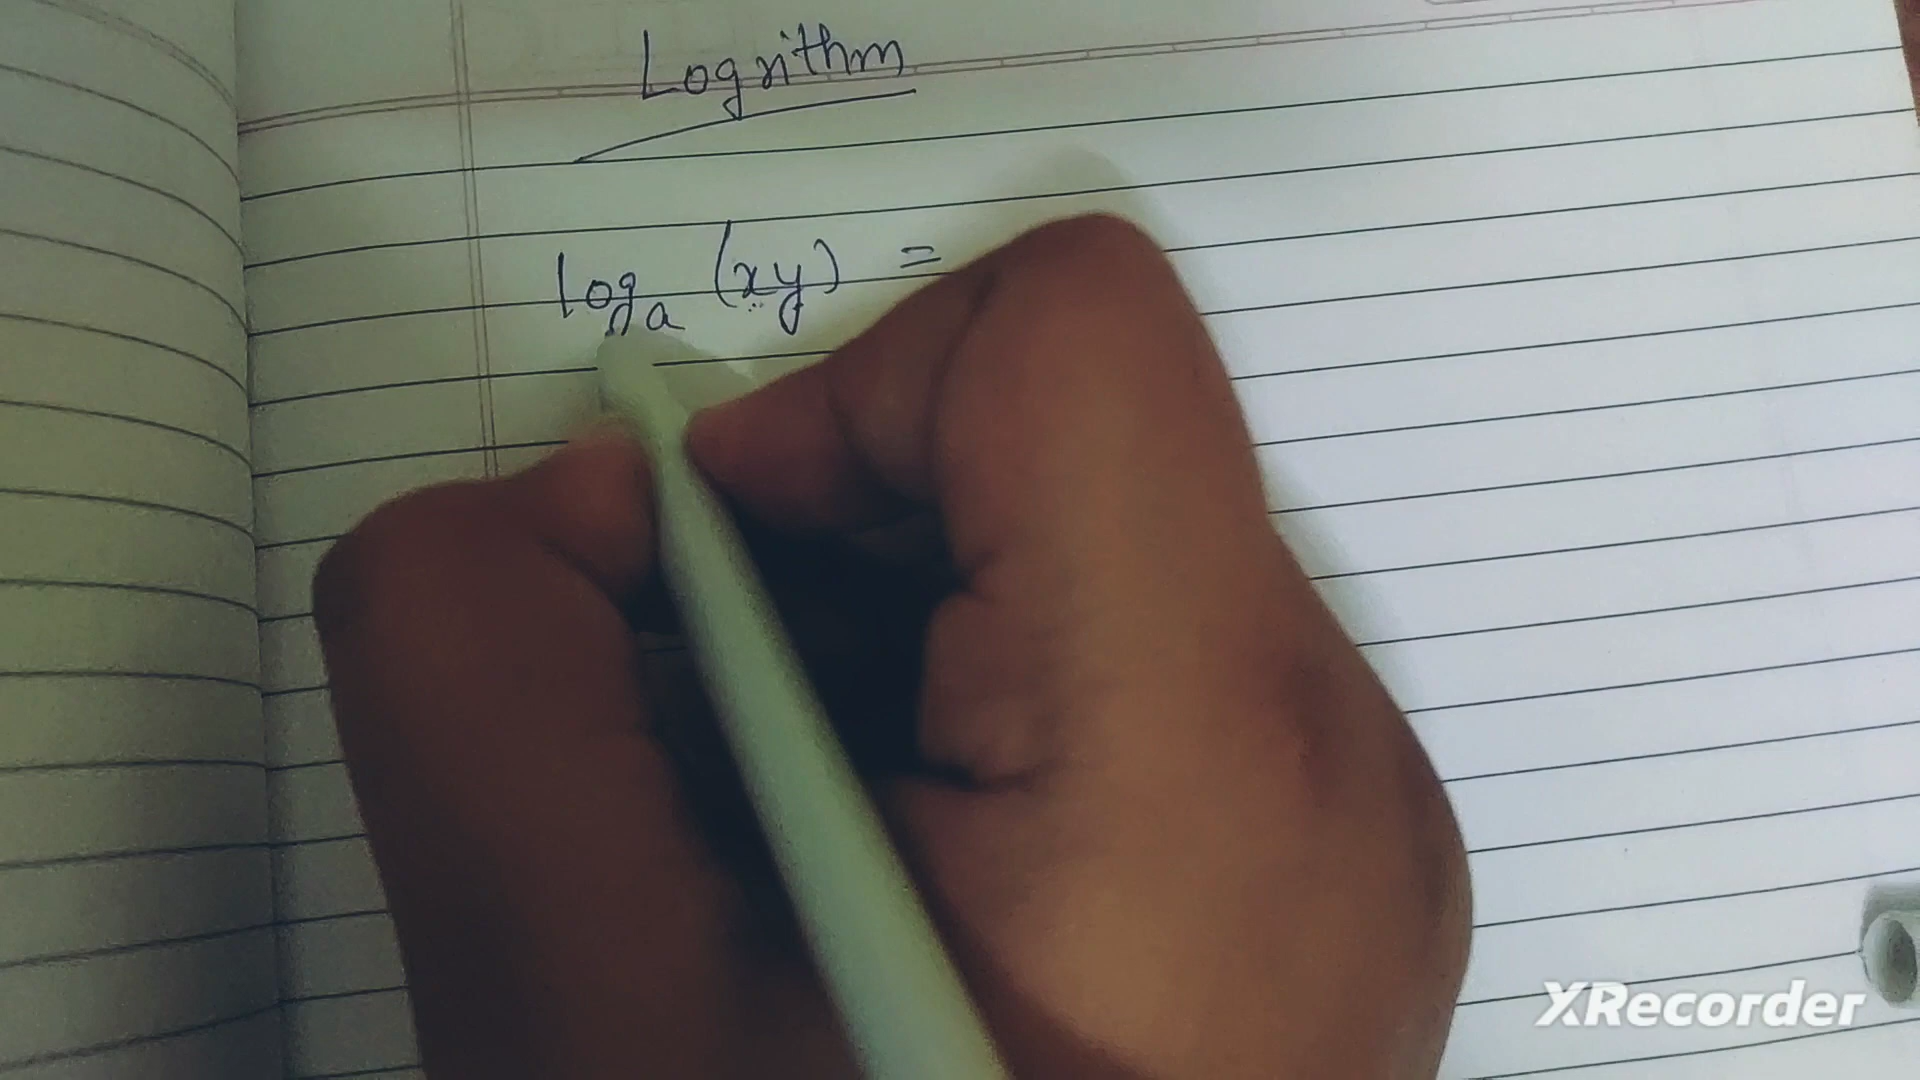 Logrithm
logₐ (xy) =
XRecorder